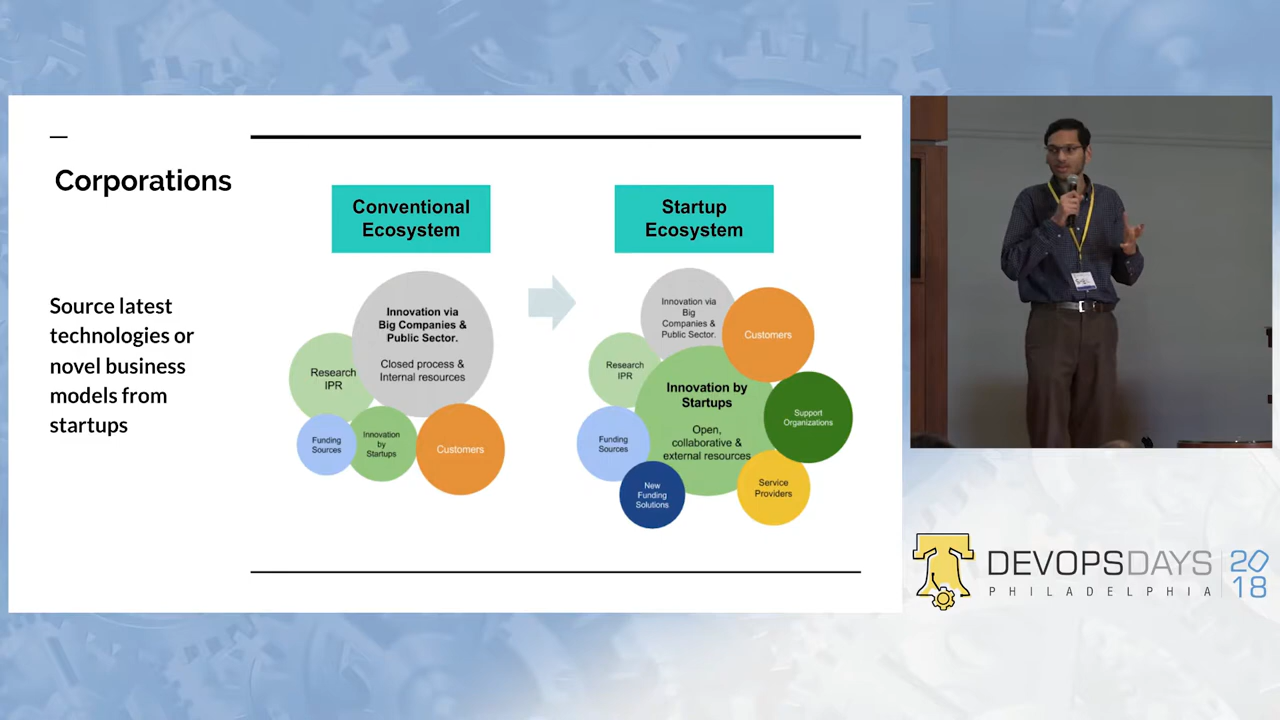 Corporations
Source latest
technologies or
novel business
models from
startups
Conventional
Ecosystem
Innovation via
Big Companies &
Public Sector.
Closed process &
Internal resources
Research
IPR
Funding
Sources
Innovation
by
Startups
Customers
Startup
Ecosystem
Innovation via
Big
Companies &
Public Sector.
Customers
Research
IPR
Innovation by
Startups
Open,
collaborative &
external resources
Support
Organizations
Funding
Sources
New
Funding
Solutions
Service
Providers
DEVOPSDAYS
PHILADELPHIA
20
18